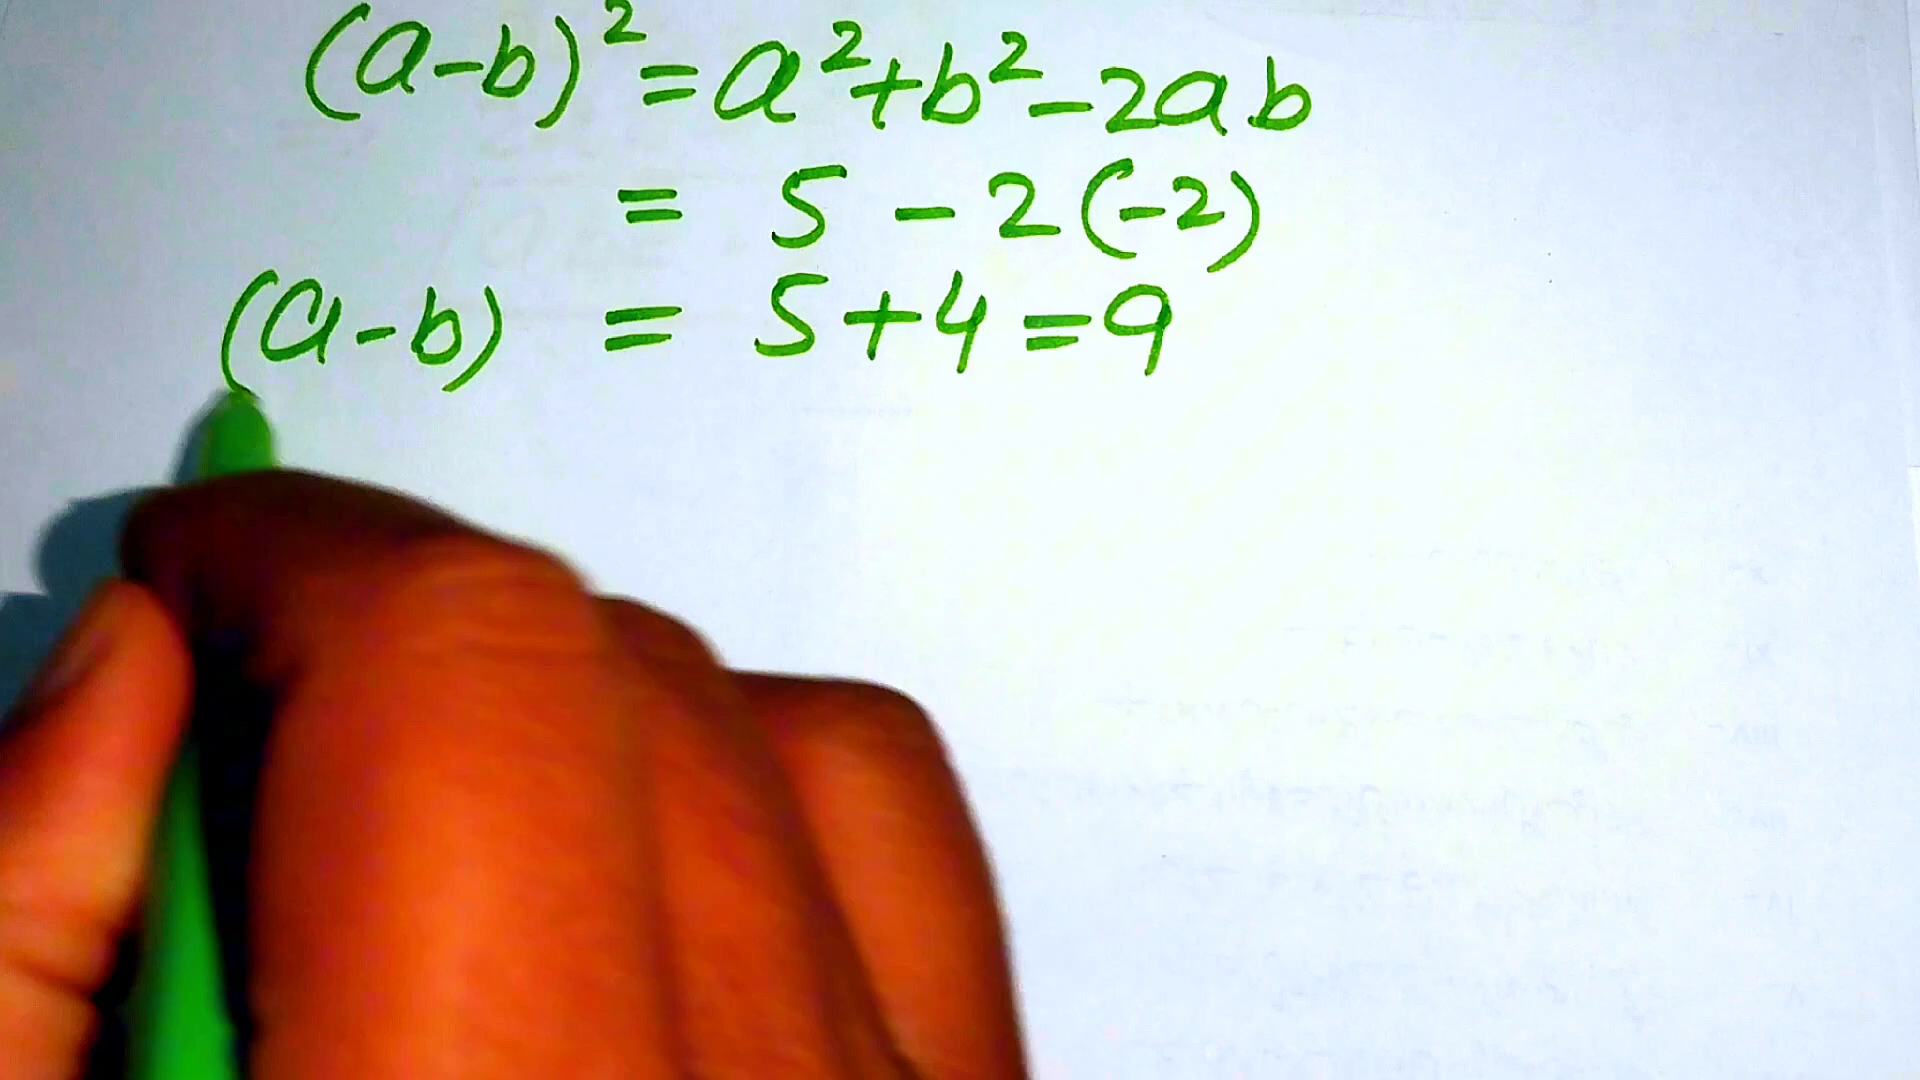 (a-b)²=a²+b²-2ab
= 5 - 2(-2)
(a-b) = 5+4=9